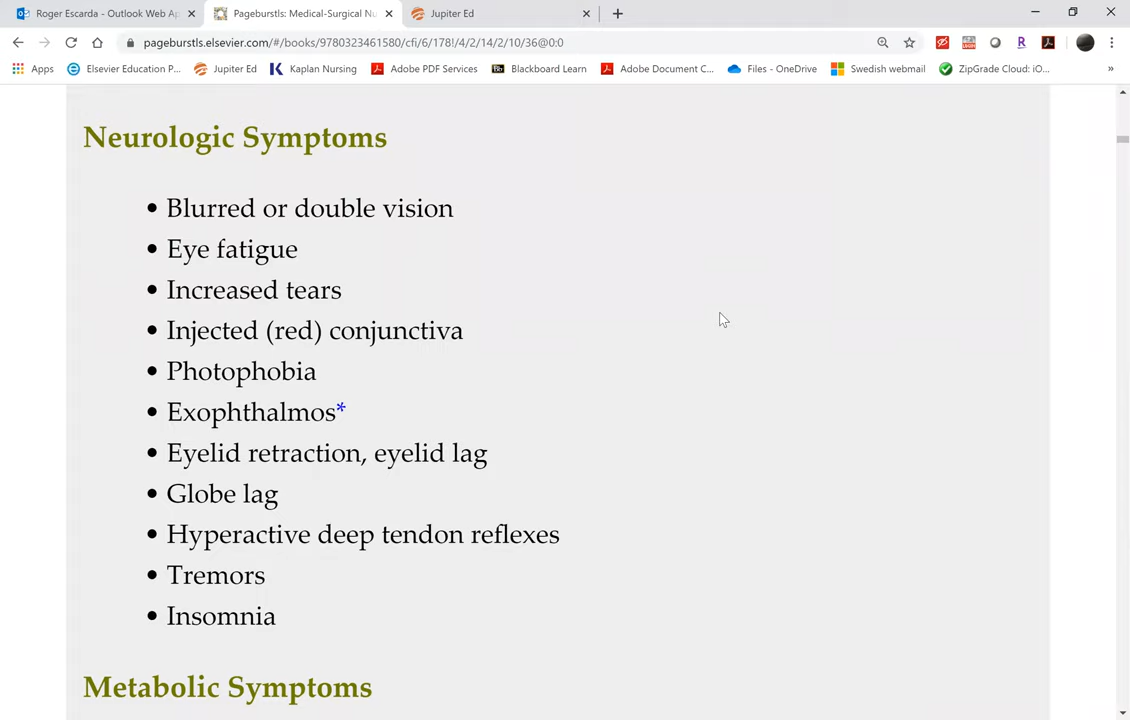 Roger Escarda - Outlook Web Ap
Pageburstls: Medical-Surgical Nu
Jupiter Ed
pageburstls.elsevier.com/#/books/9780323461580/cfi/6/178!/4/2/14/2/10/36@0:0
Apps
Elsevier Education P...
Jupiter Ed
Kaplan Nursing
Adobe PDF Services
Blackboard Learn
Adobe Document C...
Files - OneDrive
Swedish webmail
ZipGrade Cloud: iO...
»
Neurologic Symptoms
• Blurred or double vision
• Eye fatigue
• Increased tears
• Injected (red) conjunctiva
• Photophobia
• Exophthalmos*
• Eyelid retraction, eyelid lag
• Globe lag
• Hyperactive deep tendon reflexes
• Tremors
• Insomnia
Metabolic Symptoms